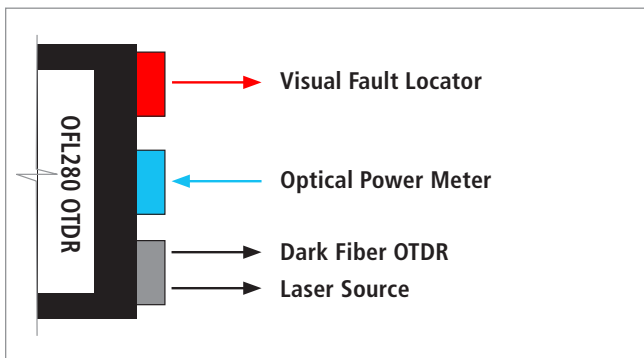 OFL280 OTDR
Visual Fault Locator
Optical Power Meter
Dark Fiber OTDR
Laser Source